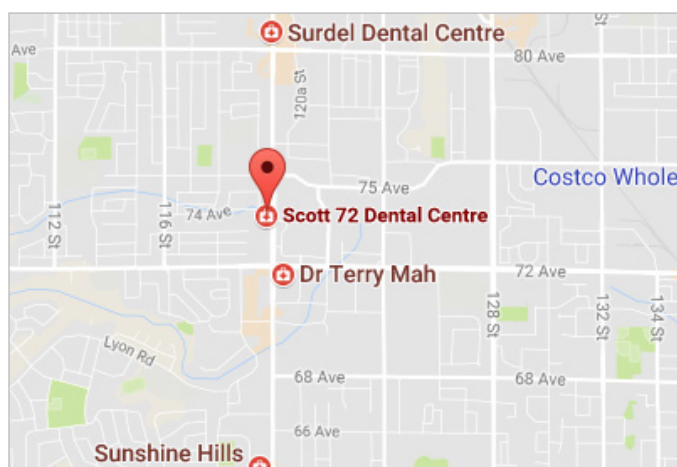 Surdel Dental Centre
Ave
80 Ave
120a St
75 Ave
Costco Whole
74 Ave
Scott 72 Dental Centre
112 St
116 St
Dr Terry Mah
72 Ave
128 St
132 St
134 St
Lyon Rd
68 Ave
68 Ave
66 Ave
Sunshine Hills